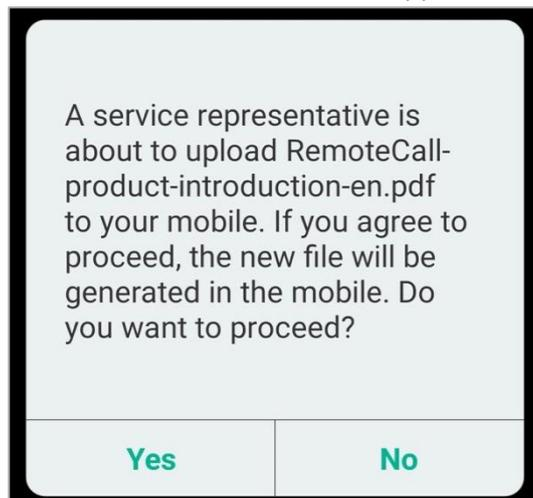 A service representative is
about to upload RemoteCall-
product-introduction-en.pdf
to your mobile. If you agree to
proceed, the new file will be
generated in the mobile. Do
you want to proceed?
Yes No